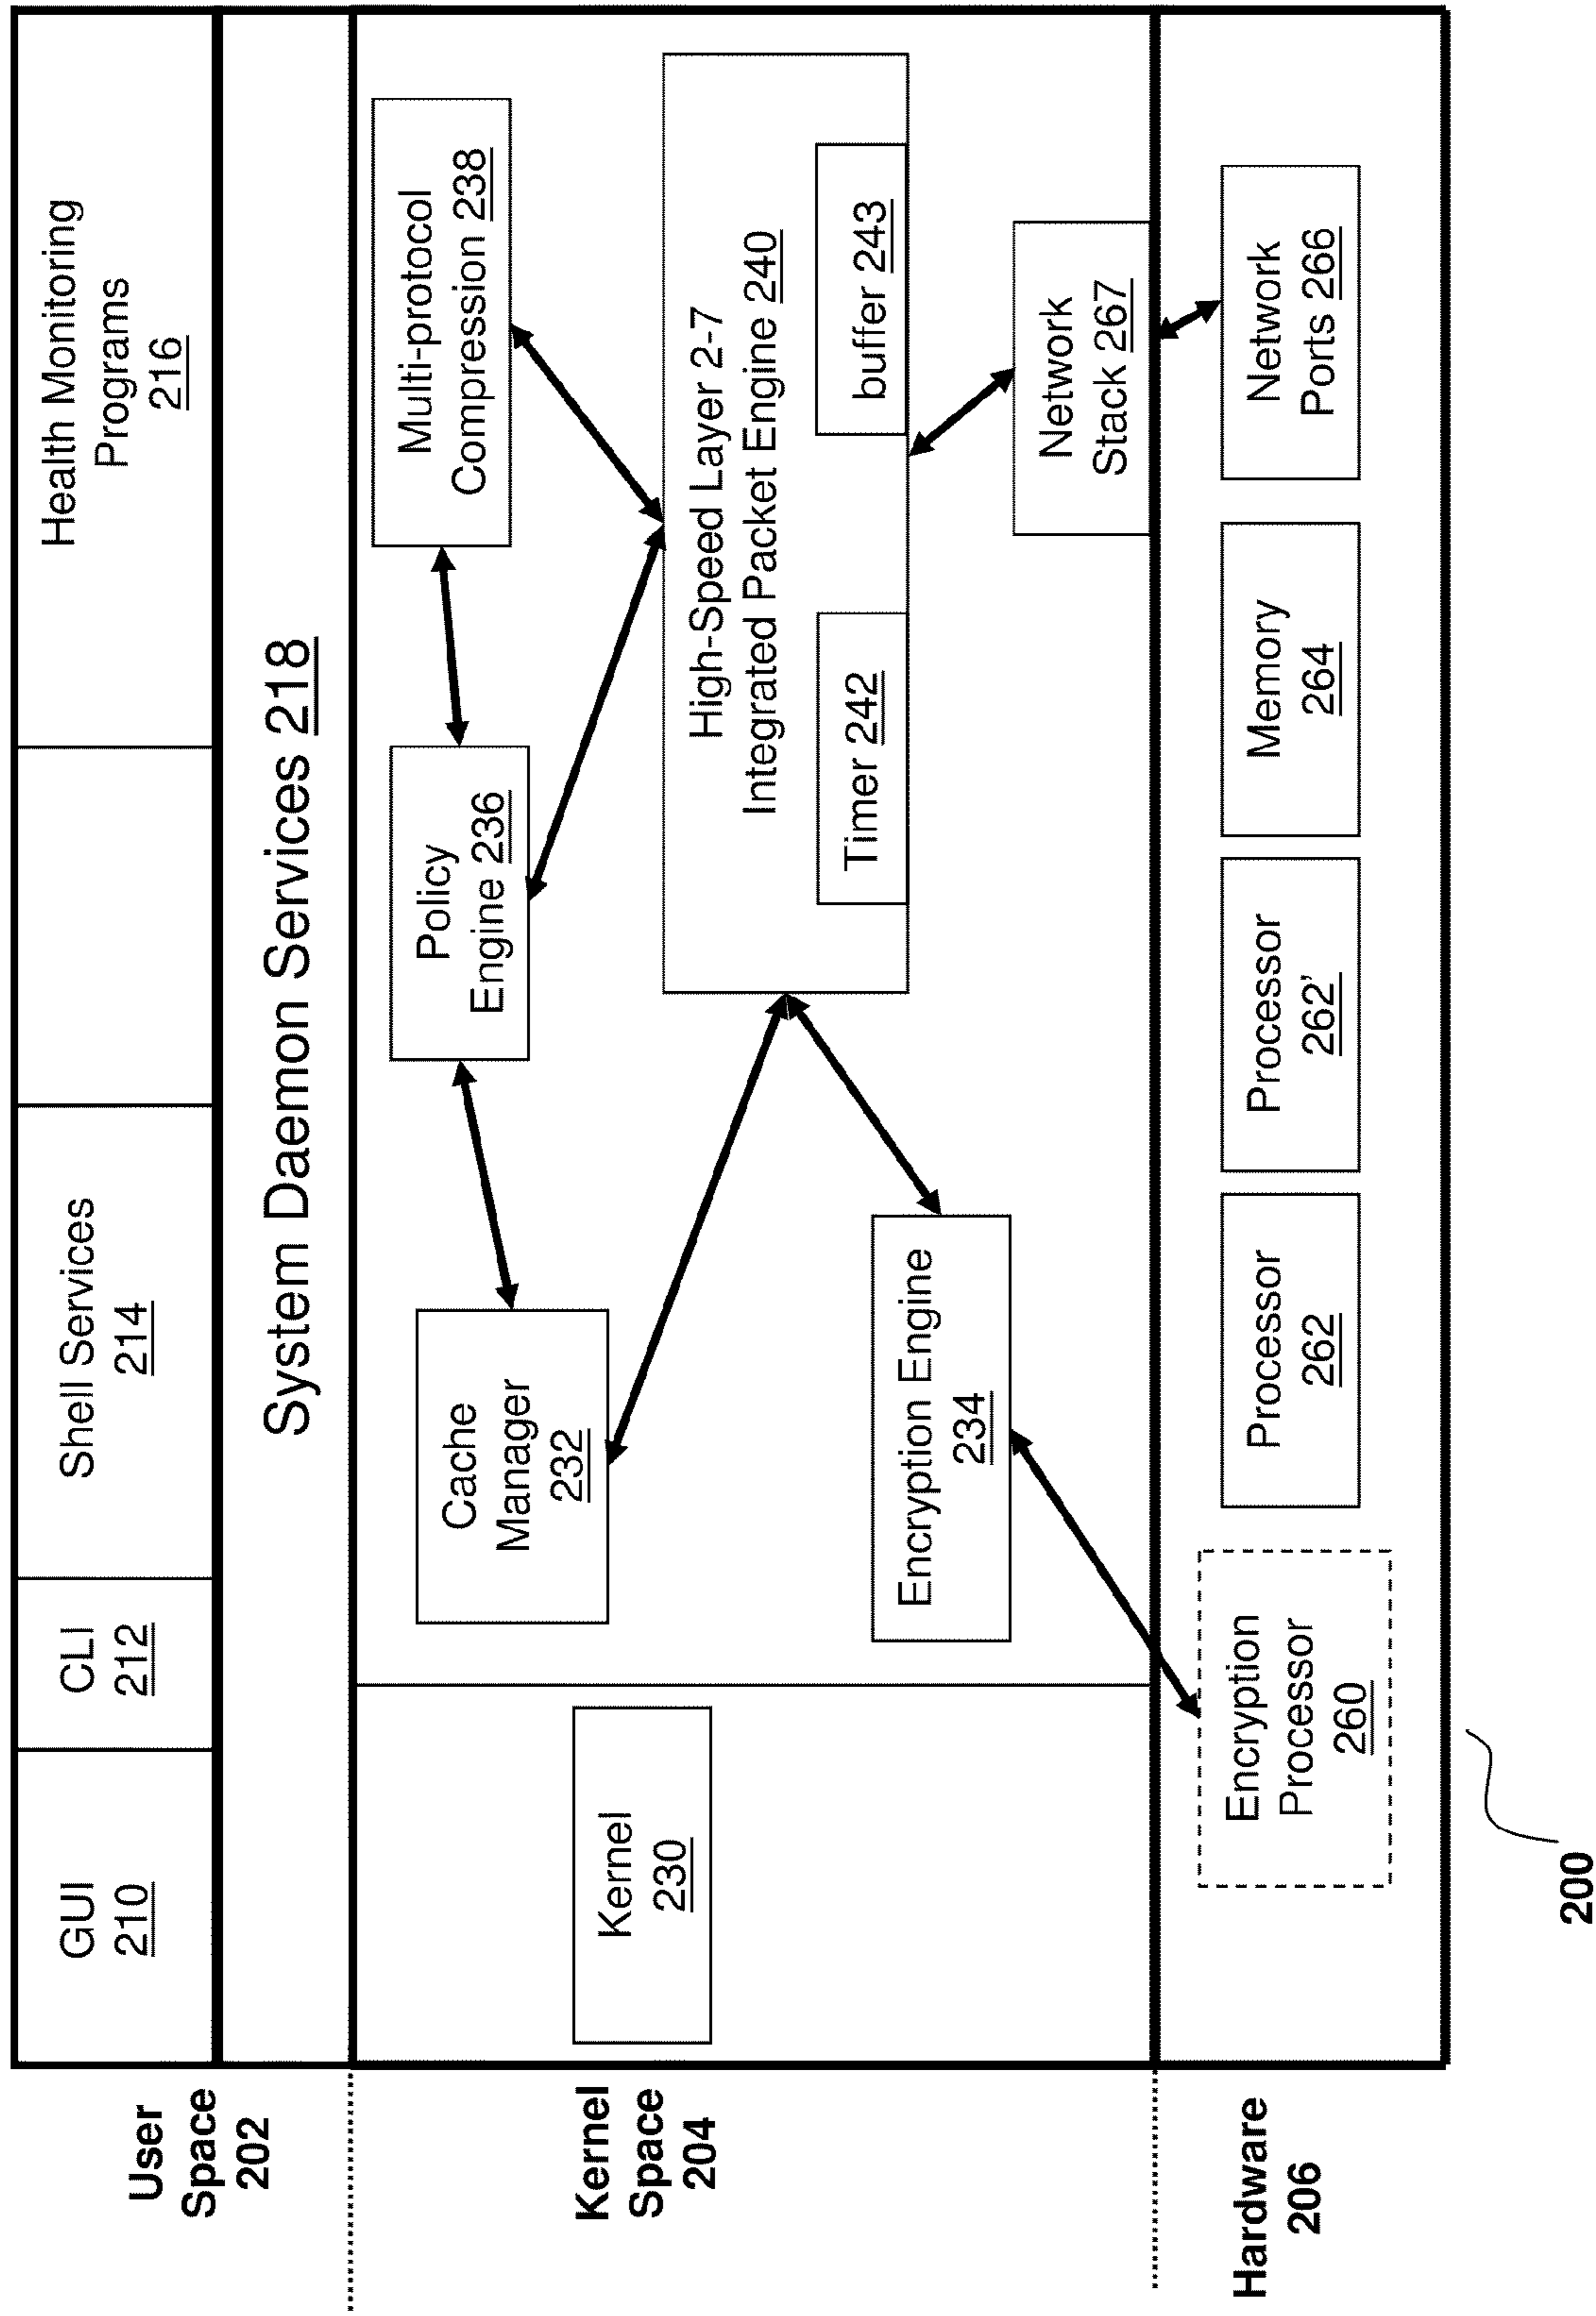 User
Space
202
GUI
210
CLI
212
Shell Services
214
Health Monitoring
Programs
216
System Daemon Services 218
Kernel
Space
204
Kernel
230
Cache
Manager
232
Policy
Engine 236
Multi-protocol
Compression 238
High-Speed Layer 2-7
Integrated Packet Engine 240
Timer 242
buffer 243
Encryption Engine
234
Network
Stack 267
Hardware
206
Encryption
Processor
260
Processor
262
Processor
262'
Memory
264
Network
Ports 266
200